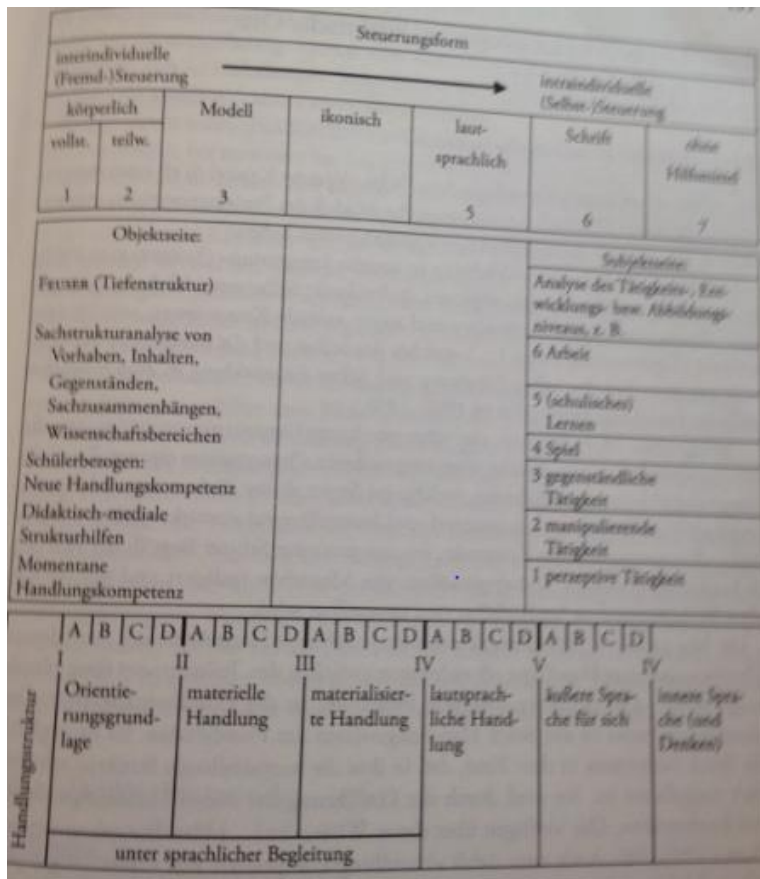 Steuerungsform
interindividuelle
(Fremd-)Steuerung
intraindividuelle
(Selbst-)Steuerung
körperlich
Modell
ikonisch
laut-
sprachlich
Schrift
ohne
Hilfsmittel
vollst.
teilw.
1
2
3
5
6
7
Objektseite:
FEUSER (Tiefenstruktur)
Sachstrukturanalyse von
Vorhaben, Inhalten,
Gegenständen,
Sachzusammenhängen,
Wissenschaftsbereichen
Schülerbezogen:
Neue Handlungskompetenz
Didaktisch-mediale
Strukturhilfen
Momentane
Handlungskompetenz
Subjektseite:
Analyse des Tätigkeits-, Ent-
wicklungs- bzw. Abbildungs-
niveaus, z. B.
6 Arbeit
5 (schulisches)
Lernen
4 Spiel
3 gegenständliche
Tätigkeit
2 manipulierende
Tätigkeit
1 perzeptive Tätigkeit
A B C D A B C D A B C D A B C D A B C D
I II III IV V IV
Handlungsstruktur
Orientie-
rungsgrund-
lage
materielle
Handlung
materialisier-
te Handlung
lautsprach-
liche Hand-
lung
äußere Spra-
che für sich
innere Spra-
che (und
Denken)
unter sprachlicher Begleitung